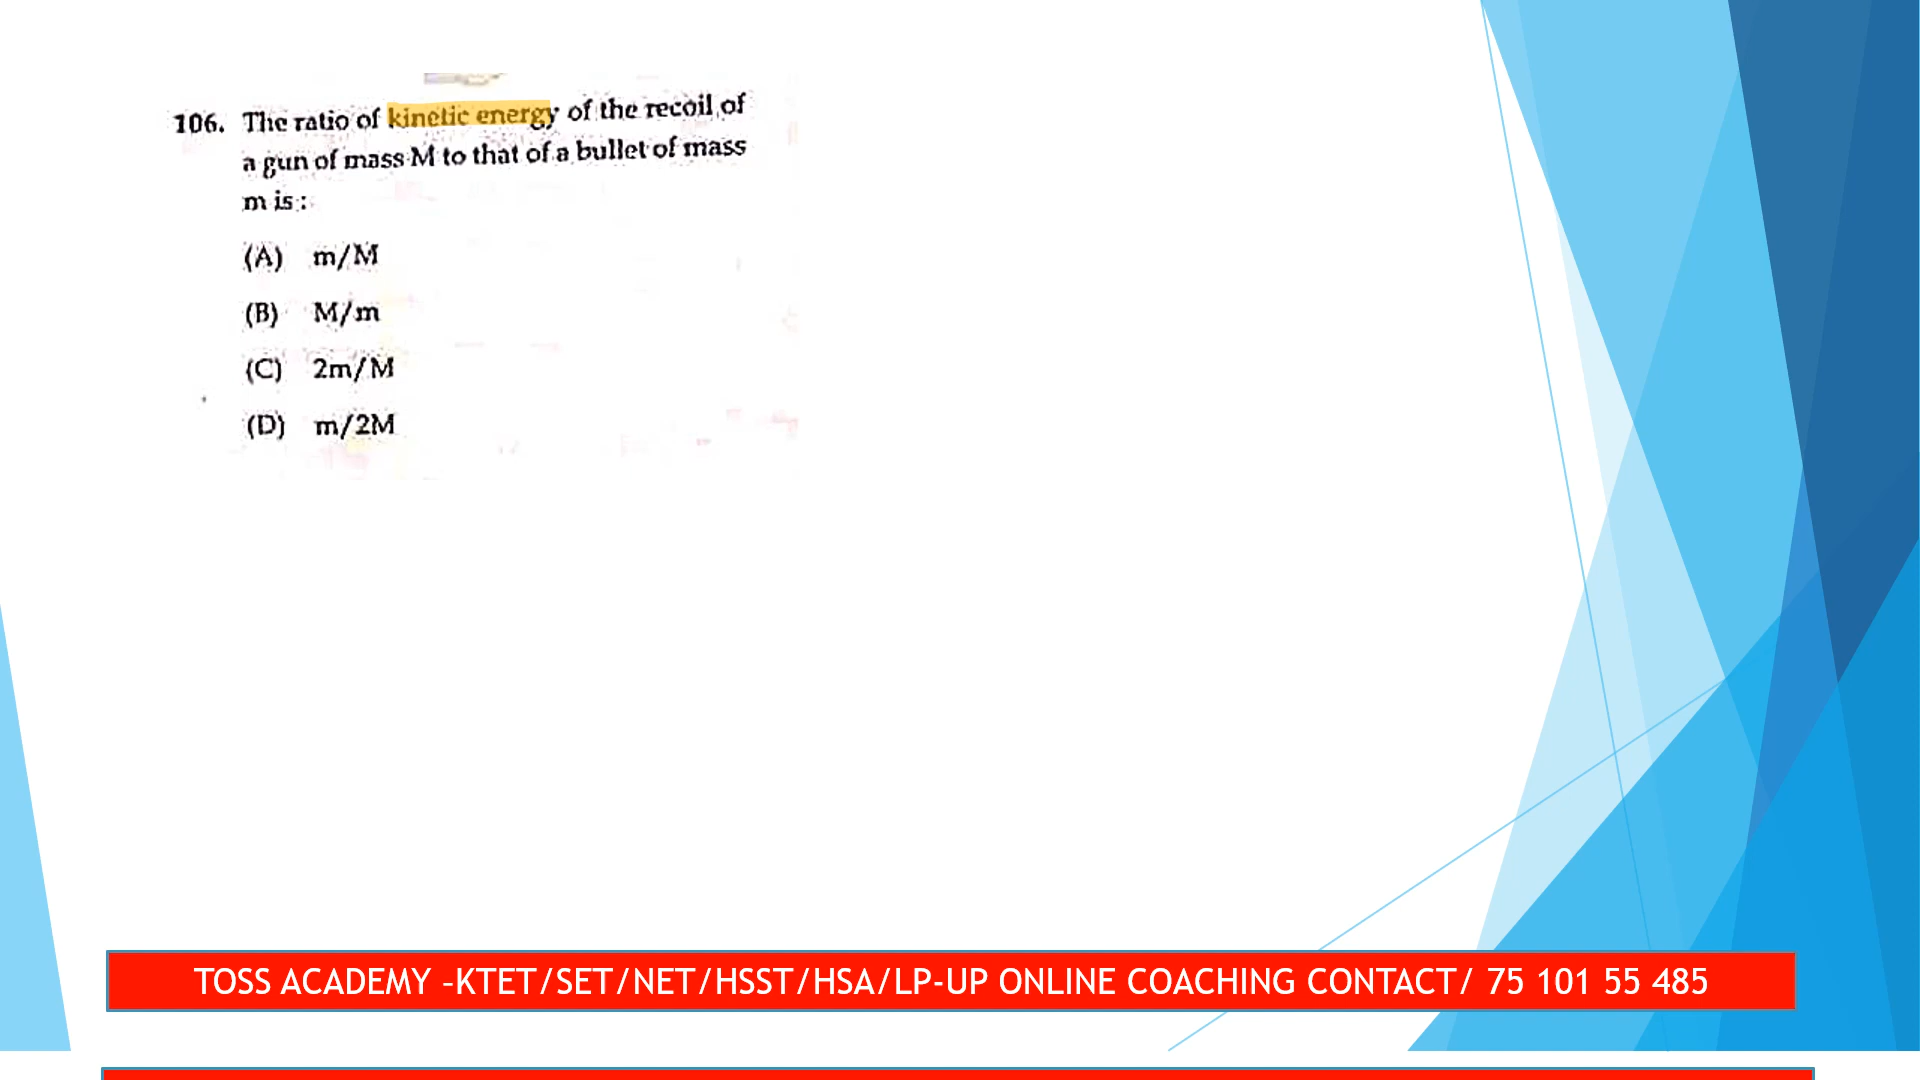 106. The ratio of kinetic energy of the recoil of
a gun of mass M to that of a bullet of mass
m is :
(A) m/M
(B) M/m
(C) 2m/M
(D) m/2M
TOSS ACADEMY –KTET/SET/NET/HSST/HSA/LP-UP ONLINE COACHING CONTACT/ 75 101 55 485